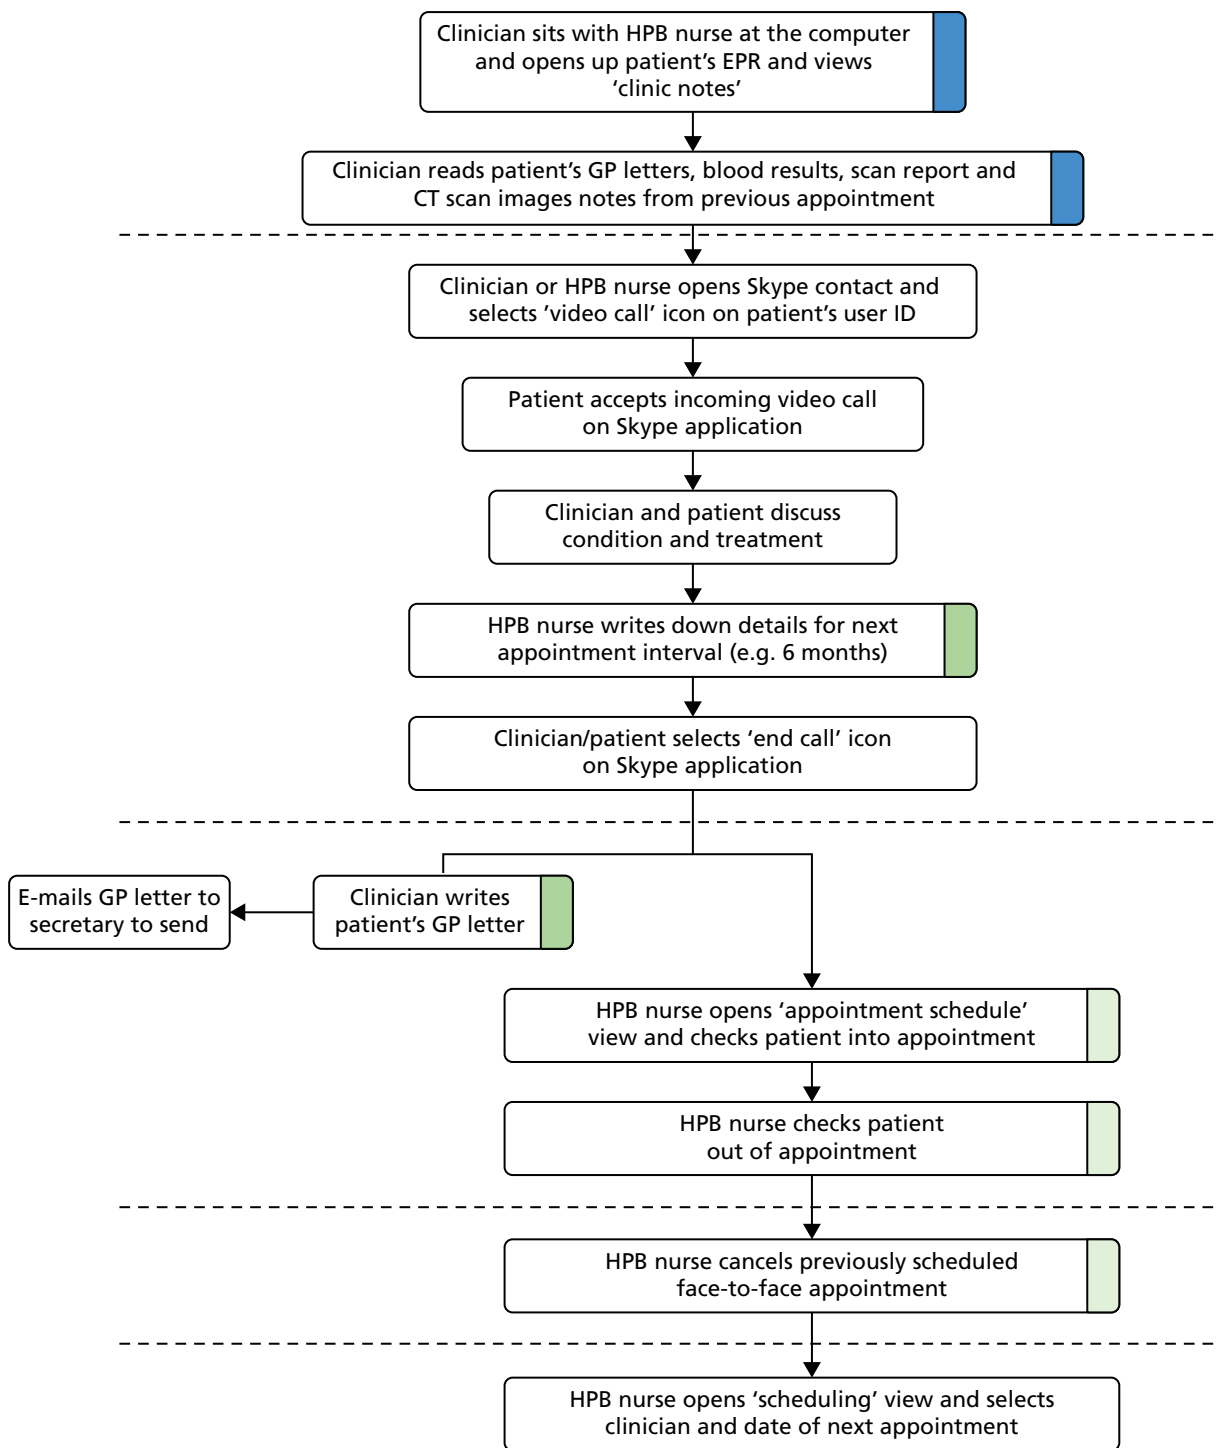 Clinician sits with HPB nurse at the computer
and opens up patient’s EPR and views
‘clinic notes’
Clinician reads patient’s GP letters, blood results, scan report and
CT scan images notes from previous appointment
Clinician or HPB nurse opens Skype contact and
selects ’video call’ icon on patient’s user ID
Patient accepts incoming video call
on Skype application
Clinician and patient discuss
condition and treatment
HPB nurse writes down details for next
appointment interval (e.g. 6 months)
Clinician/patient selects ‘end call’ icon
on Skype application
E-mails GP letter to
secretary to send
Clinician writes
patient’s GP letter
HPB nurse opens ‘appointment schedule’
view and checks patient into appointment
HPB nurse checks patient
out of appointment
HPB nurse cancels previously scheduled
face-to-face appointment
HPB nurse opens ‘scheduling’ view and selects
clinician and date of next appointment